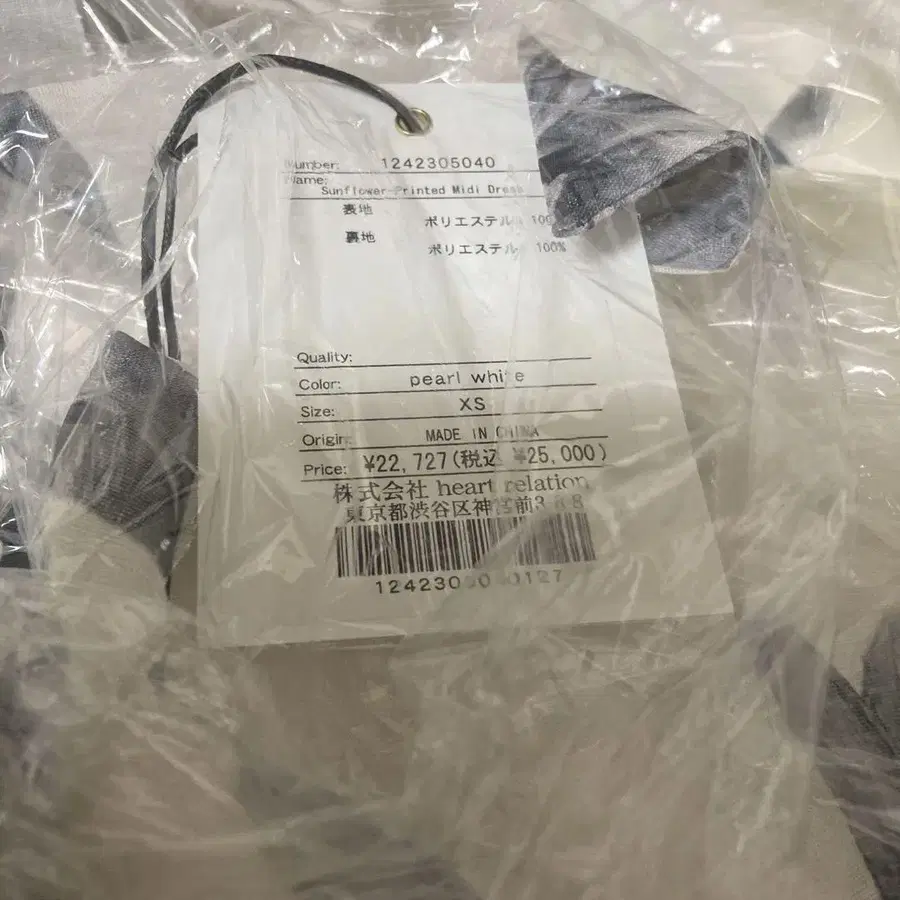 Number: 1242305040
Name:
Sunflower-Printed Midi Dress
表地 ポリエステル 100%
裏地 ポリエステル 100%
Quality:
Color: pearl white
Size: XS
Origin: MADE IN CHINA
Price: ¥22,727(税込 ¥25,000)
株式会社 heart relation
東京都渋谷区神宮前